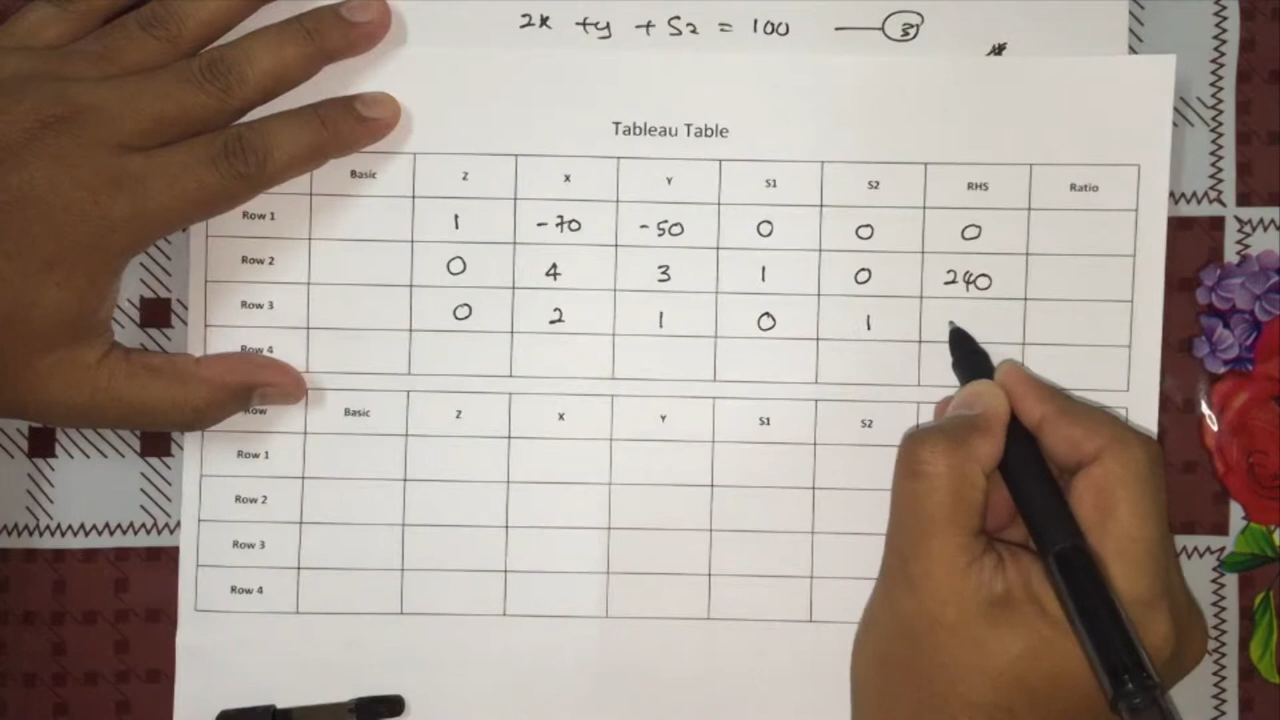 2x + y + S2 = 100 —— ③
Tableau Table
Basic Z X Y S1 S2 RHS Ratio
Row 1 1 -70 -50 0 0 0
Row 2 0 4 3 1 0 240
Row 3 0 2 1 0 1
Row 4
Row Basic Z X Y S1 S2
Row 1
Row 2
Row 3
Row 4